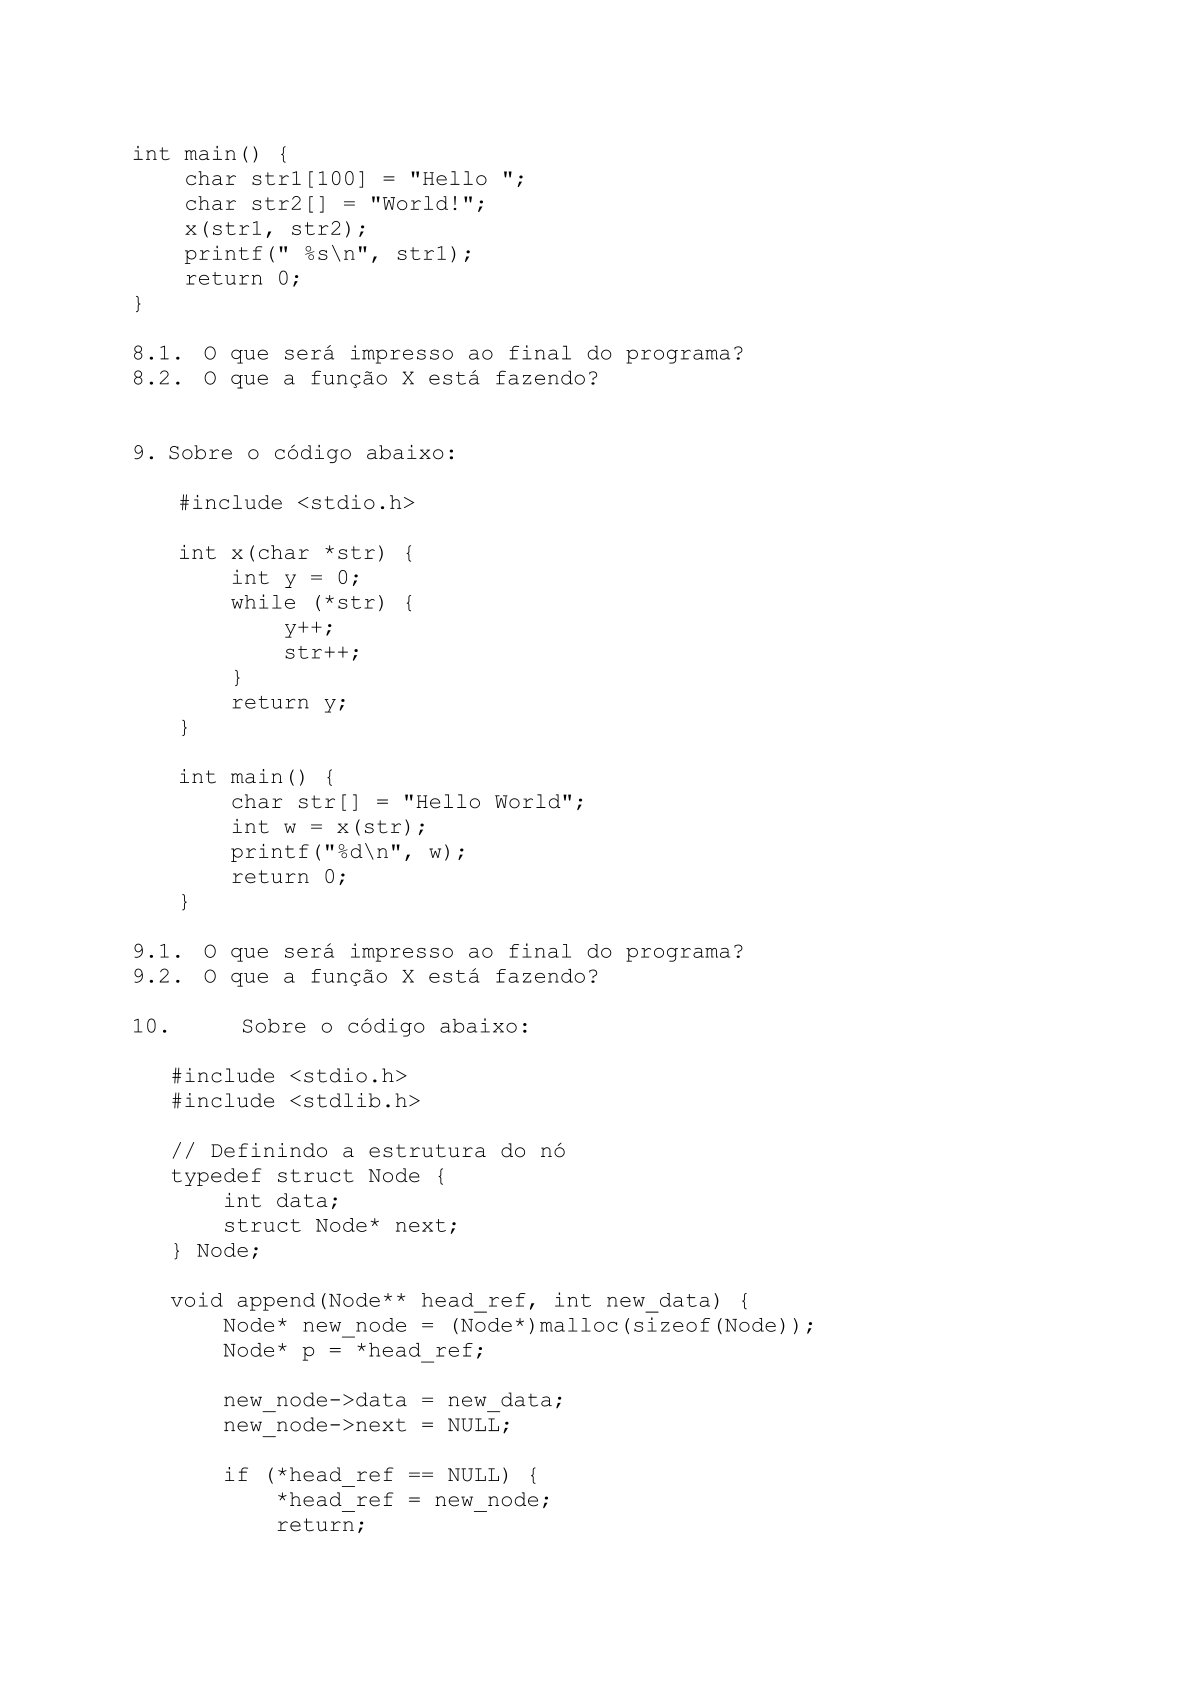 int main() {
    char str1[100] = "Hello ";
    char str2[] = "World!";
    x(str1, str2);
    printf(" %s\n", str1);
    return 0;
}
8.1. O que será impresso ao final do programa?
8.2. O que a função X está fazendo?
9. Sobre o código abaixo:
#include <stdio.h>
int x(char *str) {
    int y = 0;
    while (*str) {
        y++;
        str++;
    }
    return y;
}
int main() {
    char str[] = "Hello World";
    int w = x(str);
    printf("%d\n", w);
    return 0;
}
9.1. O que será impresso ao final do programa?
9.2. O que a função X está fazendo?
10. Sobre o código abaixo:
#include <stdio.h>
#include <stdlib.h>
// Definindo a estrutura do nó
typedef struct Node {
    int data;
    struct Node* next;
} Node;
void append(Node** head_ref, int new_data) {
    Node* new_node = (Node*)malloc(sizeof(Node));
    Node* p = *head_ref;
    new_node->data = new_data;
    new_node->next = NULL;
    if (*head_ref == NULL) {
        *head_ref = new_node;
        return;